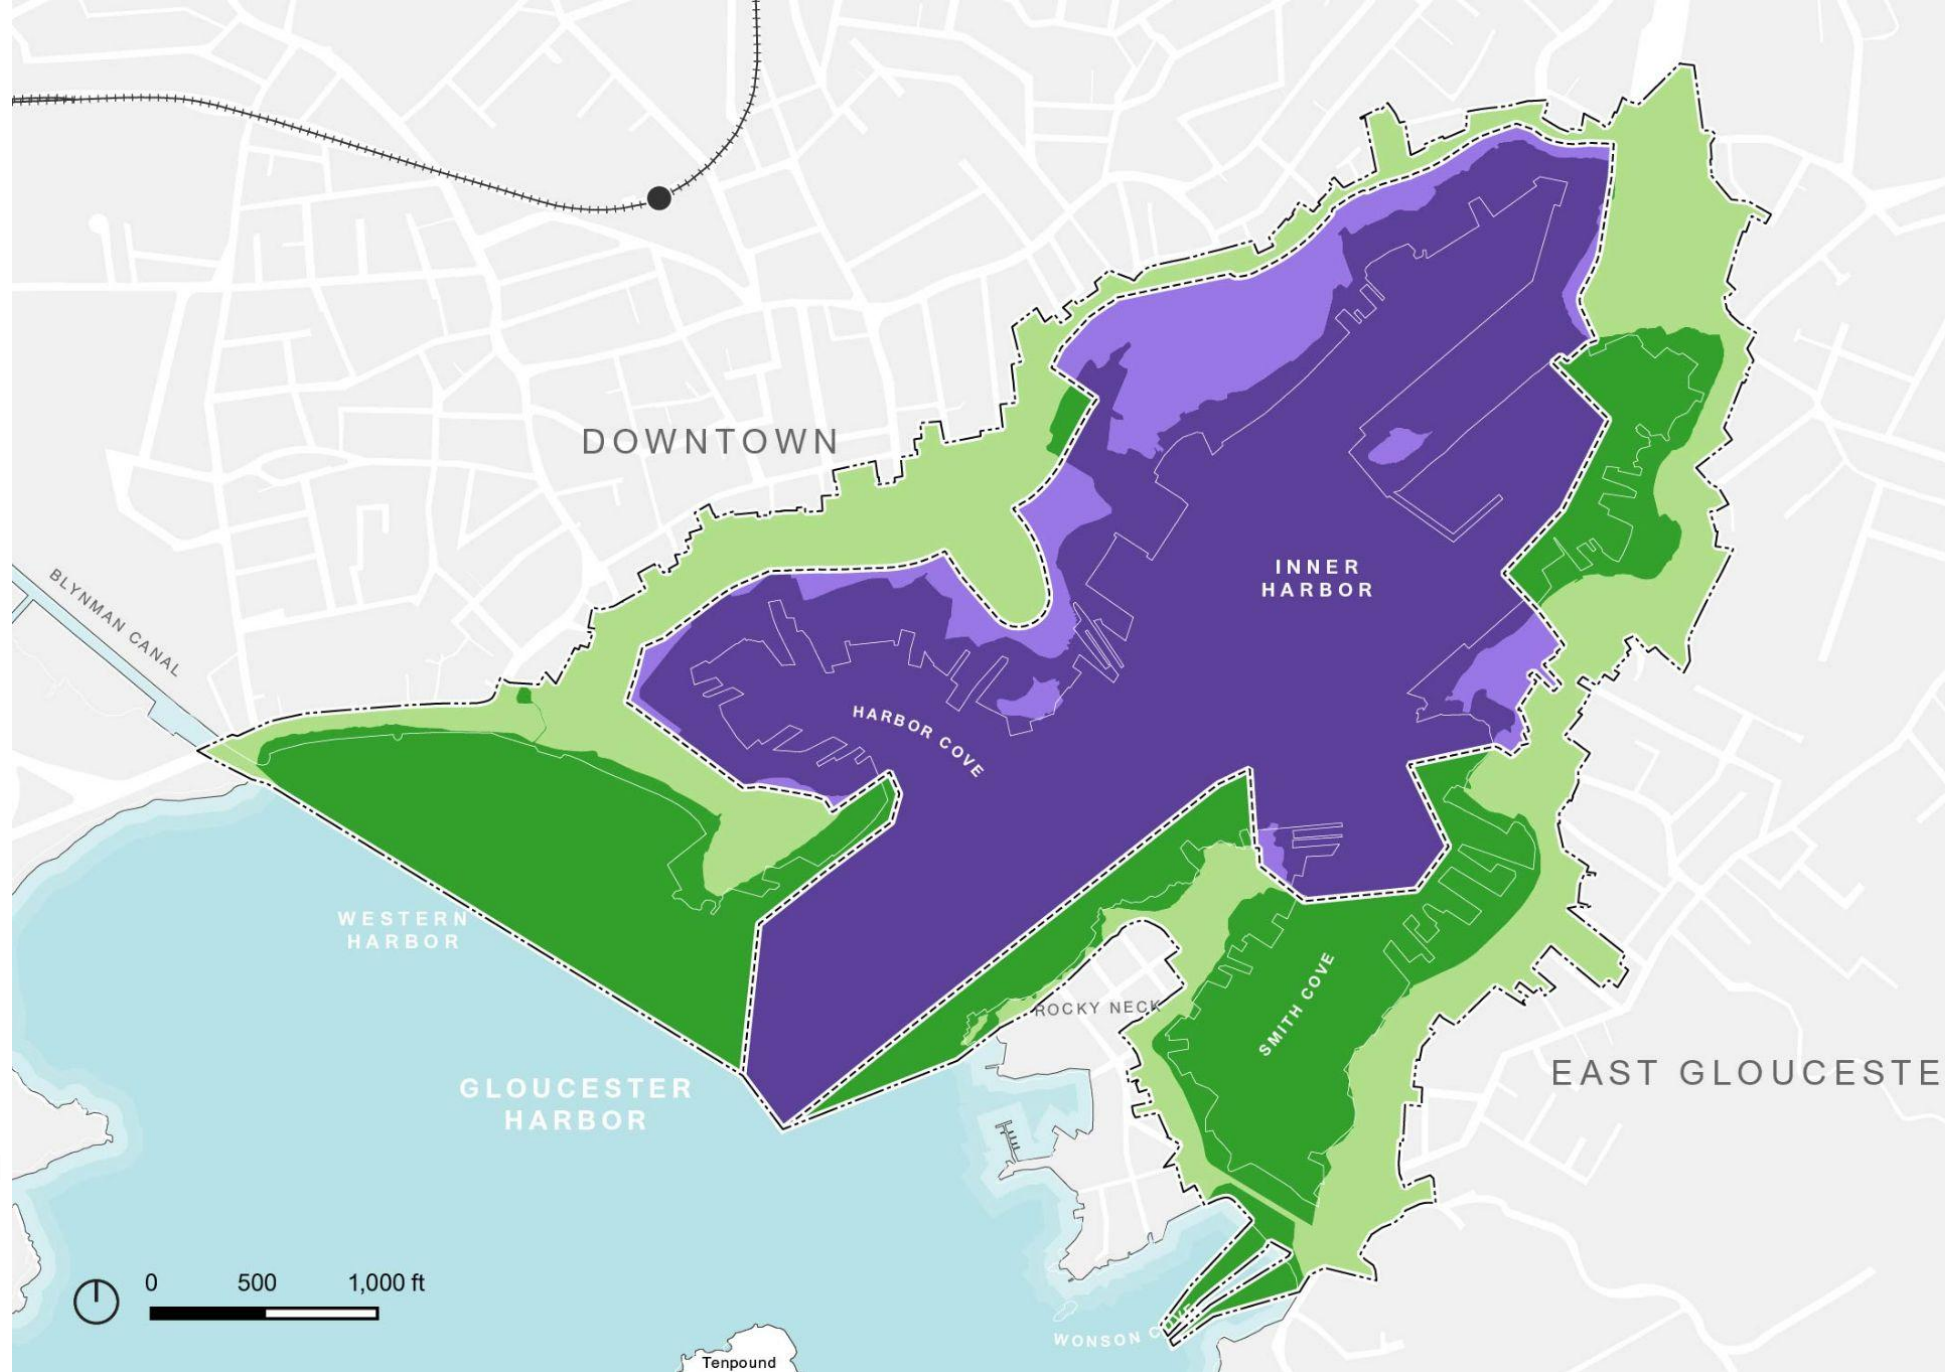 DOWNTOWN
BLYNMAN CANAL
INNER
HARBOR
HARBOR COVE
WESTERN
HARBOR
ROCKY NECK
SMITH COVE
EAST GLOUCESTE
GLOUCESTER
HARBOR
0 500 1,000 ft
WONSON COVE
Tenpound